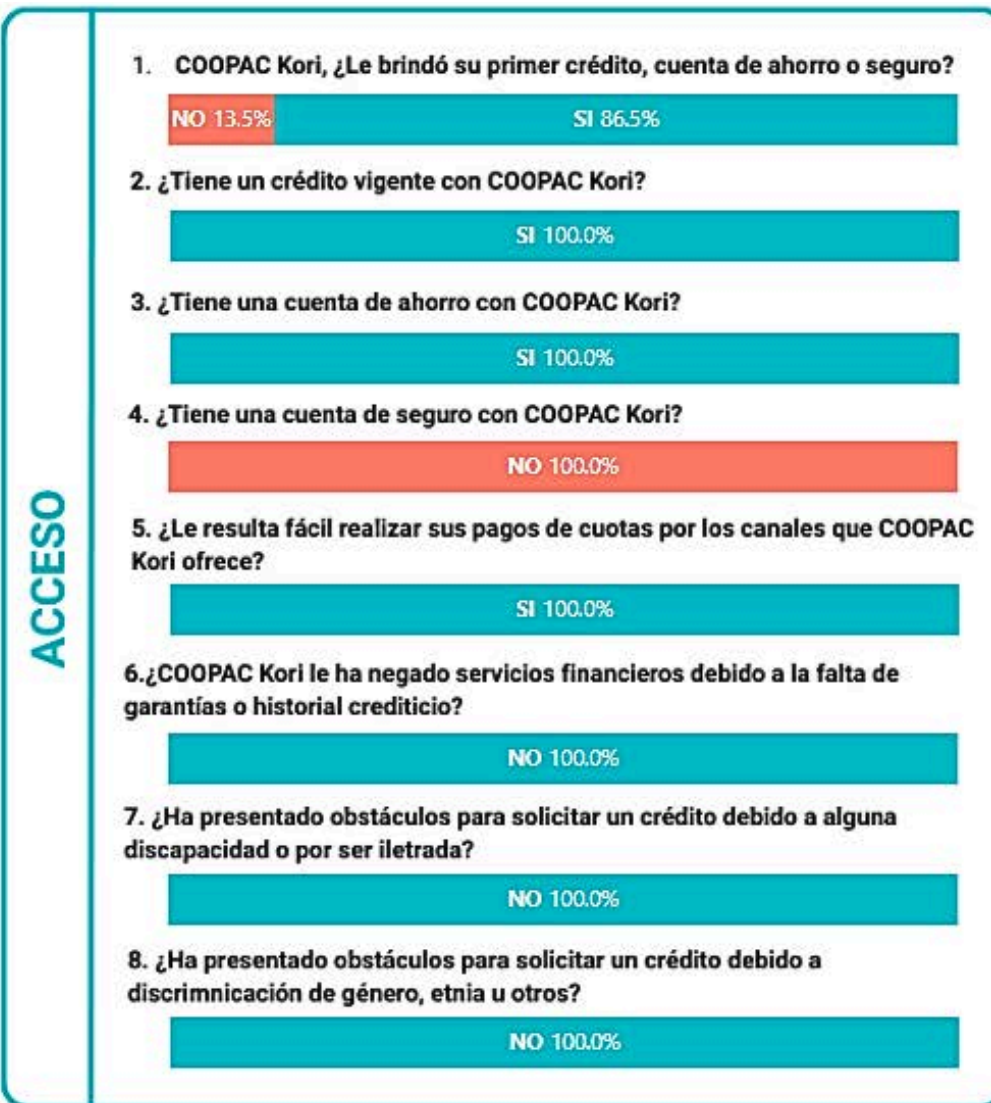 ACCESO
1. COOPAC Kori, ¿Le brindó su primer crédito, cuenta de ahorro o seguro?
NO 13.5% SI 86.5%
2. ¿Tiene un crédito vigente con COOPAC Kori?
SI 100.0%
3. ¿Tiene una cuenta de ahorro con COOPAC Kori?
SI 100.0%
4. ¿Tiene una cuenta de seguro con COOPAC Kori?
NO 100.0%
5. ¿Le resulta fácil realizar sus pagos de cuotas por los canales que COOPAC
Kori ofrece?
SI 100.0%
6.¿COOPAC Kori le ha negado servicios financieros debido a la falta de
garantías o historial crediticio?
NO 100.0%
7. ¿Ha presentado obstáculos para solicitar un crédito debido a alguna
discapacidad o por ser iletrada?
NO 100.0%
8. ¿Ha presentado obstáculos para solicitar un crédito debido a
discrimnicación de género, etnia u otros?
NO 100.0%